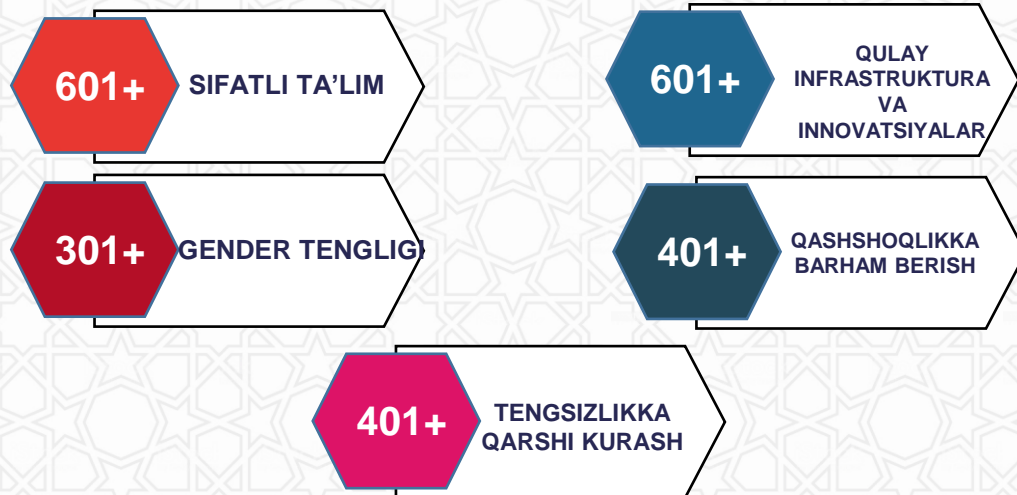 601+
SIFATLI TA’LIM
601+
QULAY
INFRASTRUKTURA
VA
INNOVATSIYALAR
301+
GENDER TENGLIGI
401+
QASHSHOQLIKKA
BARHAM BERISH
401+
TENGSIZLIKKA
QARSHI KURASH